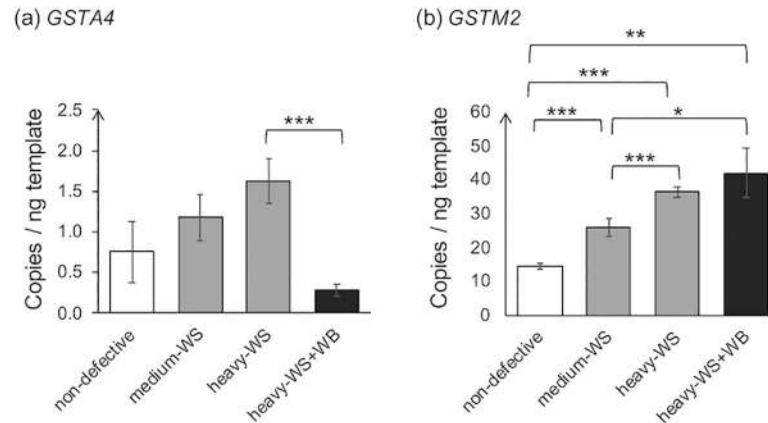 (a) GSTA4
Copies / ng template
2.5
2.0
1.5
1.0
0.5
0.0
***
non-defective
medium-WS
heavy-WS
heavy-WS+WB
(b) GSTM2
Copies / ng template
60
50
40
30
20
10
0
**
***
***
*
***
non-defective
medium-WS
heavy-WS
heavy-WS+WB